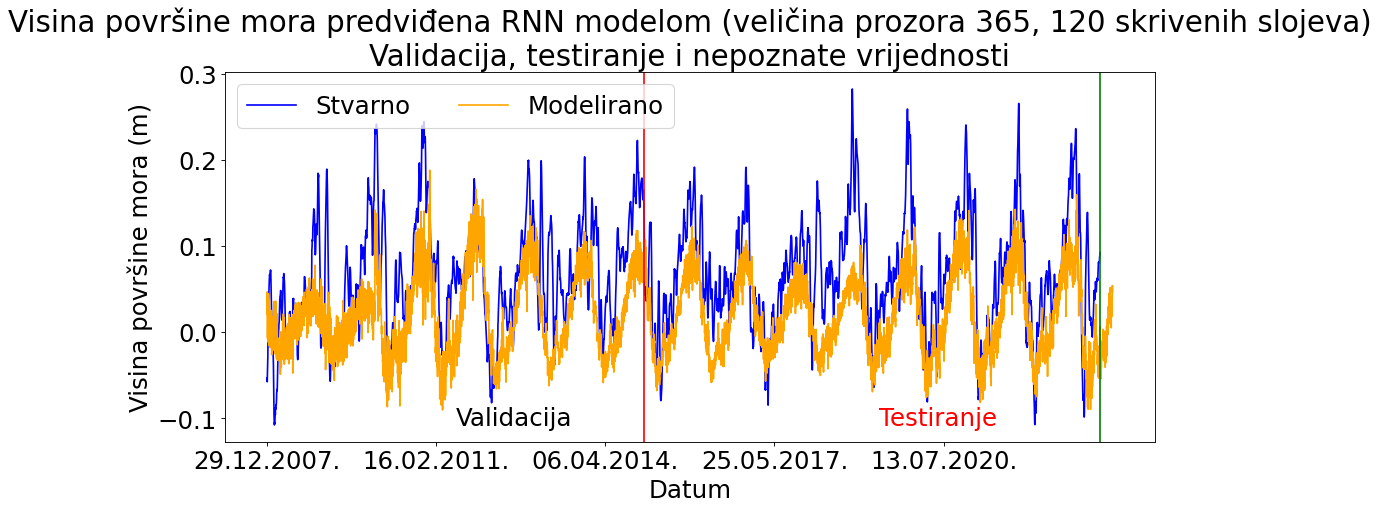 Visina površine mora predviđena RNN modelom (veličina prozora 365, 120 skrivenih slojeva)
Validacija, testiranje i nepoznate vrijednosti
Stvarno
Modelirano
Visina površine mora (m)
0.3
0.2
0.1
0.0
−0.1
Validacija
Testiranje
29.12.2007.
16.02.2011.
06.04.2014.
25.05.2017.
13.07.2020.
Datum